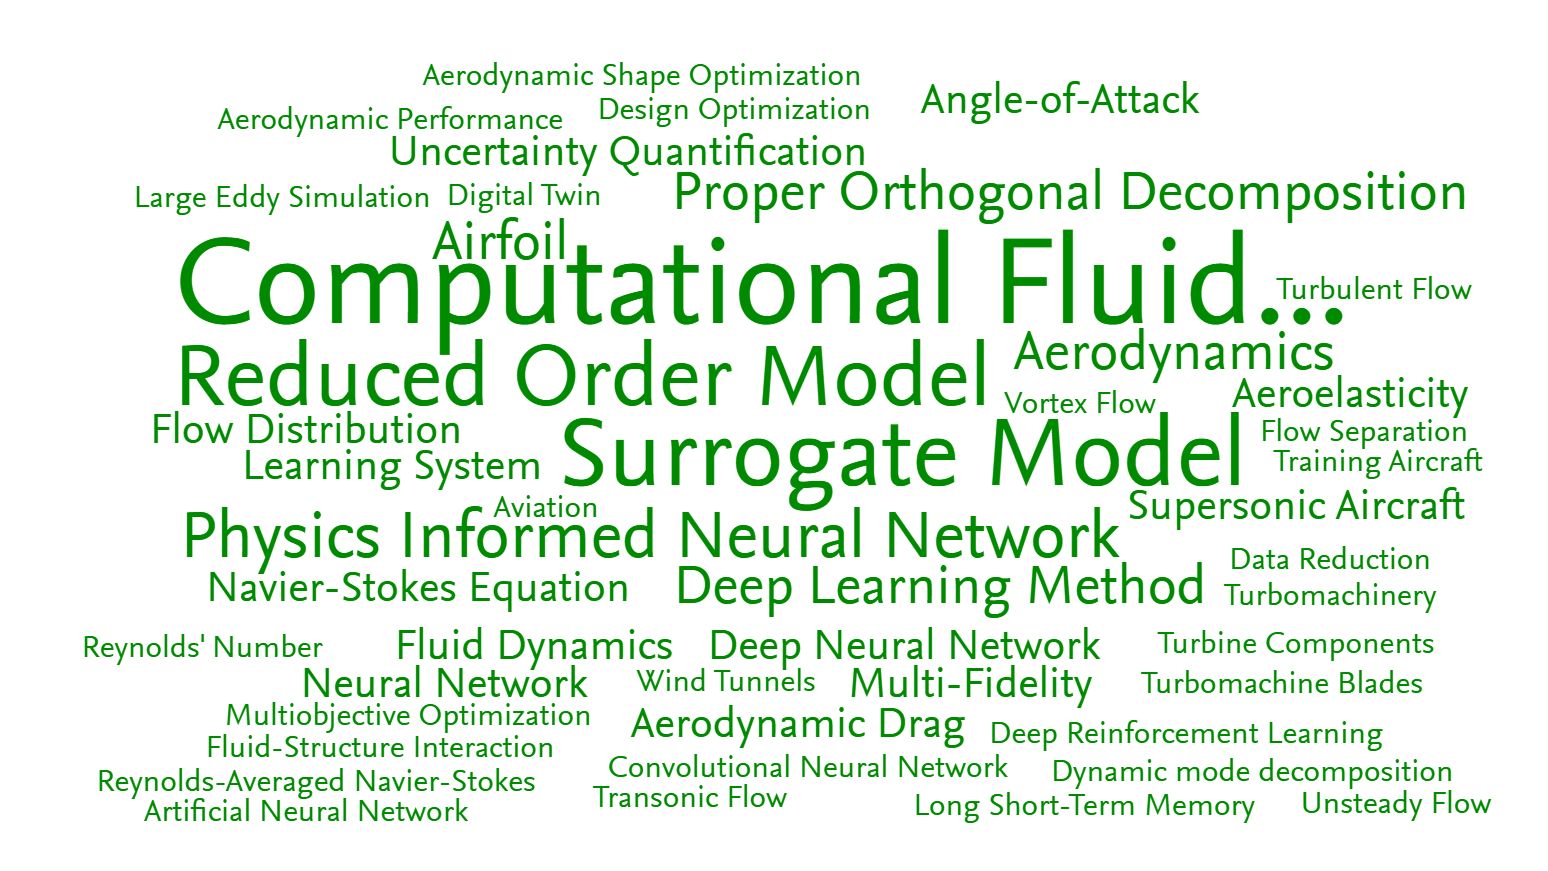 Aerodynamic Shape Optimization
Angle-of-Attack
Design Optimization
Aerodynamic Performance
Uncertainty Quantification
Proper Orthogonal Decomposition
Large Eddy Simulation
Digital Twin
Airfoil
Computational Fluid...
Turbulent Flow
Reduced Order Model
Aerodynamics
Aeroelasticity
Vortex Flow
Flow Distribution
Flow Separation
Surrogate Model
Learning System
Training Aircraft
Aviation
Supersonic Aircraft
Physics Informed Neural Network
Data Reduction
Navier-Stokes Equation
Deep Learning Method
Turbomachinery
Reynolds' Number
Fluid Dynamics
Deep Neural Network
Turbine Components
Neural Network
Wind Tunnels
Multi-Fidelity
Turbomachine Blades
Multiobjective Optimization
Aerodynamic Drag
Deep Reinforcement Learning
Fluid-Structure Interaction
Convolutional Neural Network
Dynamic mode decomposition
Reynolds-Averaged Navier-Stokes
Transonic Flow
Long Short-Term Memory
Unsteady Flow
Artificial Neural Network